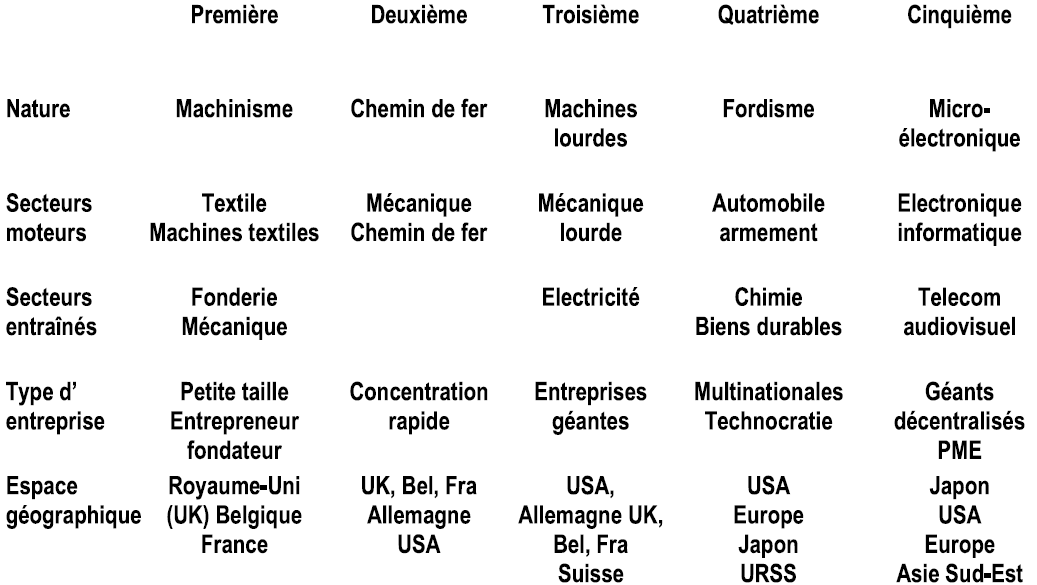 Première Deuxième Troisième Quatrième Cinquième
Nature Machinisme Chemin de fer Machines Fordisme Micro-
lourdes électronique
Secteurs Textile Mécanique Mécanique Automobile Electronique
moteurs Machines textiles Chemin de fer lourde armement informatique
Secteurs Fonderie Electricité Chimie Telecom
entraînés Mécanique Biens durables audiovisuel
Type d’ Petite taille Concentration Entreprises Multinationales Géants
entreprise Entrepreneur rapide géantes Technocratie décentralisés
fondateur PME
Espace Royaume-Uni UK, Bel, Fra USA, USA Japon
géographique (UK) Belgique Allemagne Allemagne UK, Europe USA
France USA Bel, Fra Japon Europe
Suisse URSS Asie Sud-Est